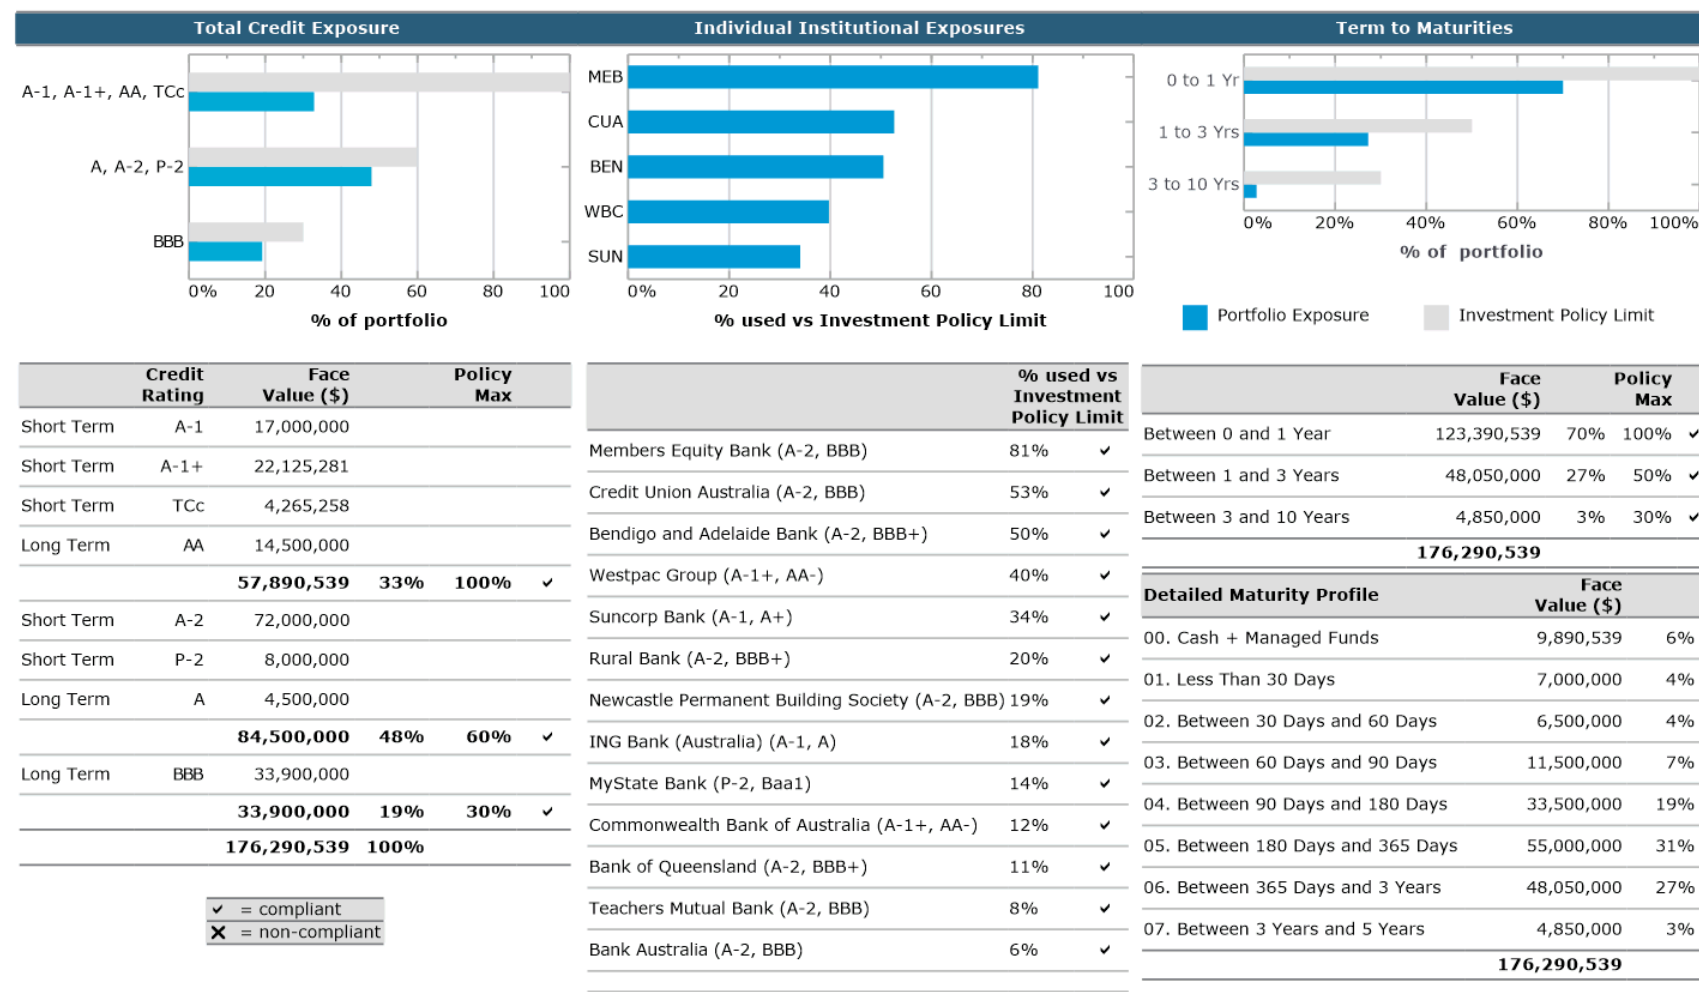 Total Credit Exposure
A-1, A-1+, AA, TCc
A, A-2, P-2
BBB
0% 20 40 60 80 100
% of portfolio
Individual Institutional Exposures
MEB
CUA
BEN
WBC
SUN
0% 20 40 60 80 100
% used vs Investment Policy Limit
Term to Maturities
0 to 1 Yr
1 to 3 Yrs
3 to 10 Yrs
0% 20% 40% 60% 80% 100%
% of portfolio
Portfolio Exposure Investment Policy Limit
Credit Face Policy
Rating Value ($) Max
Short Term A-1 17,000,000
Short Term A-1+ 22,125,281
Short Term TCc 4,265,258
Long Term AA 14,500,000
57,890,539 33% 100% ✓
Short Term A-2 72,000,000
Short Term P-2 8,000,000
Long Term A 4,500,000
84,500,000 48% 60% ✓
Long Term BBB 33,900,000
33,900,000 19% 30% ✓
176,290,539 100%
✓ = compliant
✗ = non-compliant
% used vs
Investment
Policy Limit
Members Equity Bank (A-2, BBB) 81% ✓
Credit Union Australia (A-2, BBB) 53% ✓
Bendigo and Adelaide Bank (A-2, BBB+) 50% ✓
Westpac Group (A-1+, AA-) 40% ✓
Suncorp Bank (A-1, A+) 34% ✓
Rural Bank (A-2, BBB+) 20% ✓
Newcastle Permanent Building Society (A-2, BBB) 19% ✓
ING Bank (Australia) (A-1, A) 18% ✓
MyState Bank (P-2, Baa1) 14% ✓
Commonwealth Bank of Australia (A-1+, AA-) 12% ✓
Bank of Queensland (A-2, BBB+) 11% ✓
Teachers Mutual Bank (A-2, BBB) 8% ✓
Bank Australia (A-2, BBB) 6% ✓
Face Policy
Value ($) Max
Between 0 and 1 Year 123,390,539 70% 100% ✓
Between 1 and 3 Years 48,050,000 27% 50% ✓
Between 3 and 10 Years 4,850,000 3% 30% ✓
176,290,539
Detailed Maturity Profile Face
Value ($)
00. Cash + Managed Funds 9,890,539 6%
01. Less Than 30 Days 7,000,000 4%
02. Between 30 Days and 60 Days 6,500,000 4%
03. Between 60 Days and 90 Days 11,500,000 7%
04. Between 90 Days and 180 Days 33,500,000 19%
05. Between 180 Days and 365 Days 55,000,000 31%
06. Between 365 Days and 3 Years 48,050,000 27%
07. Between 3 Years and 5 Years 4,850,000 3%
176,290,539